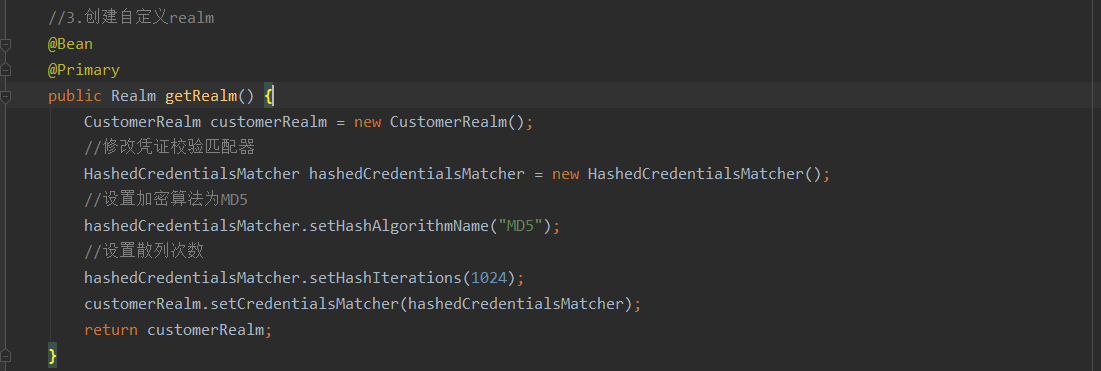 //3.创建自定义realm
@Bean
@Primary
public Realm getRealm() {
CustomerRealm customerRealm = new CustomerRealm();
//修改凭证校验匹配器
HashedCredentialsMatcher hashedCredentialsMatcher = new HashedCredentialsMatcher();
//设置加密算法为MD5
hashedCredentialsMatcher.setHashAlgorithmName("MD5");
//设置散列次数
hashedCredentialsMatcher.setHashIterations(1024);
customerRealm.setCredentialsMatcher(hashedCredentialsMatcher);
return customerRealm;
}